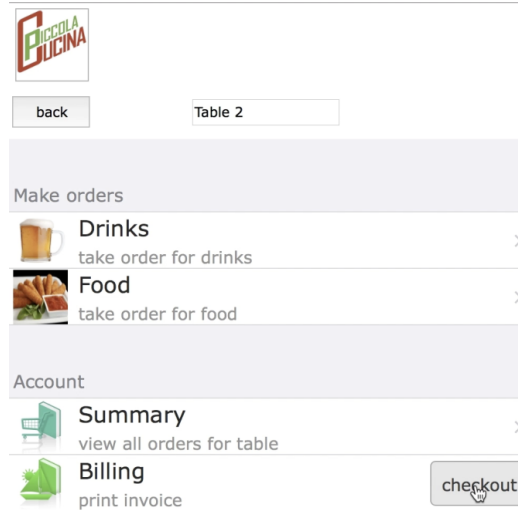 PICCOLA
CUCINA
back
Table 2
Make orders
Drinks
take order for drinks
Food
take order for food
Account
Summary
view all orders for table
Billing
checkout
print invoice